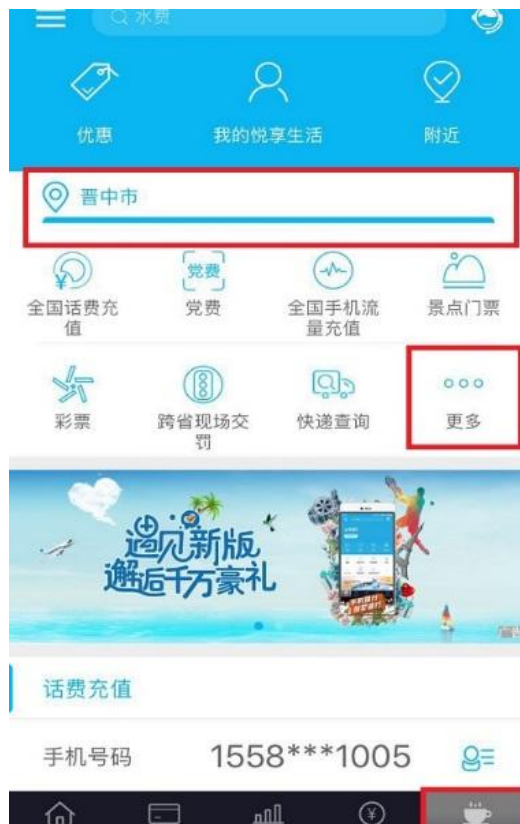 水费
优惠
我的悦享生活
附近
晋中市
全国话费充
值
党费
党费
全国手机流
量充值
景点门票
彩票
跨省现场交
罚
快递查询
更多
遇见新版
邂逅千万豪礼
话费充值
手机号码
1558***1005